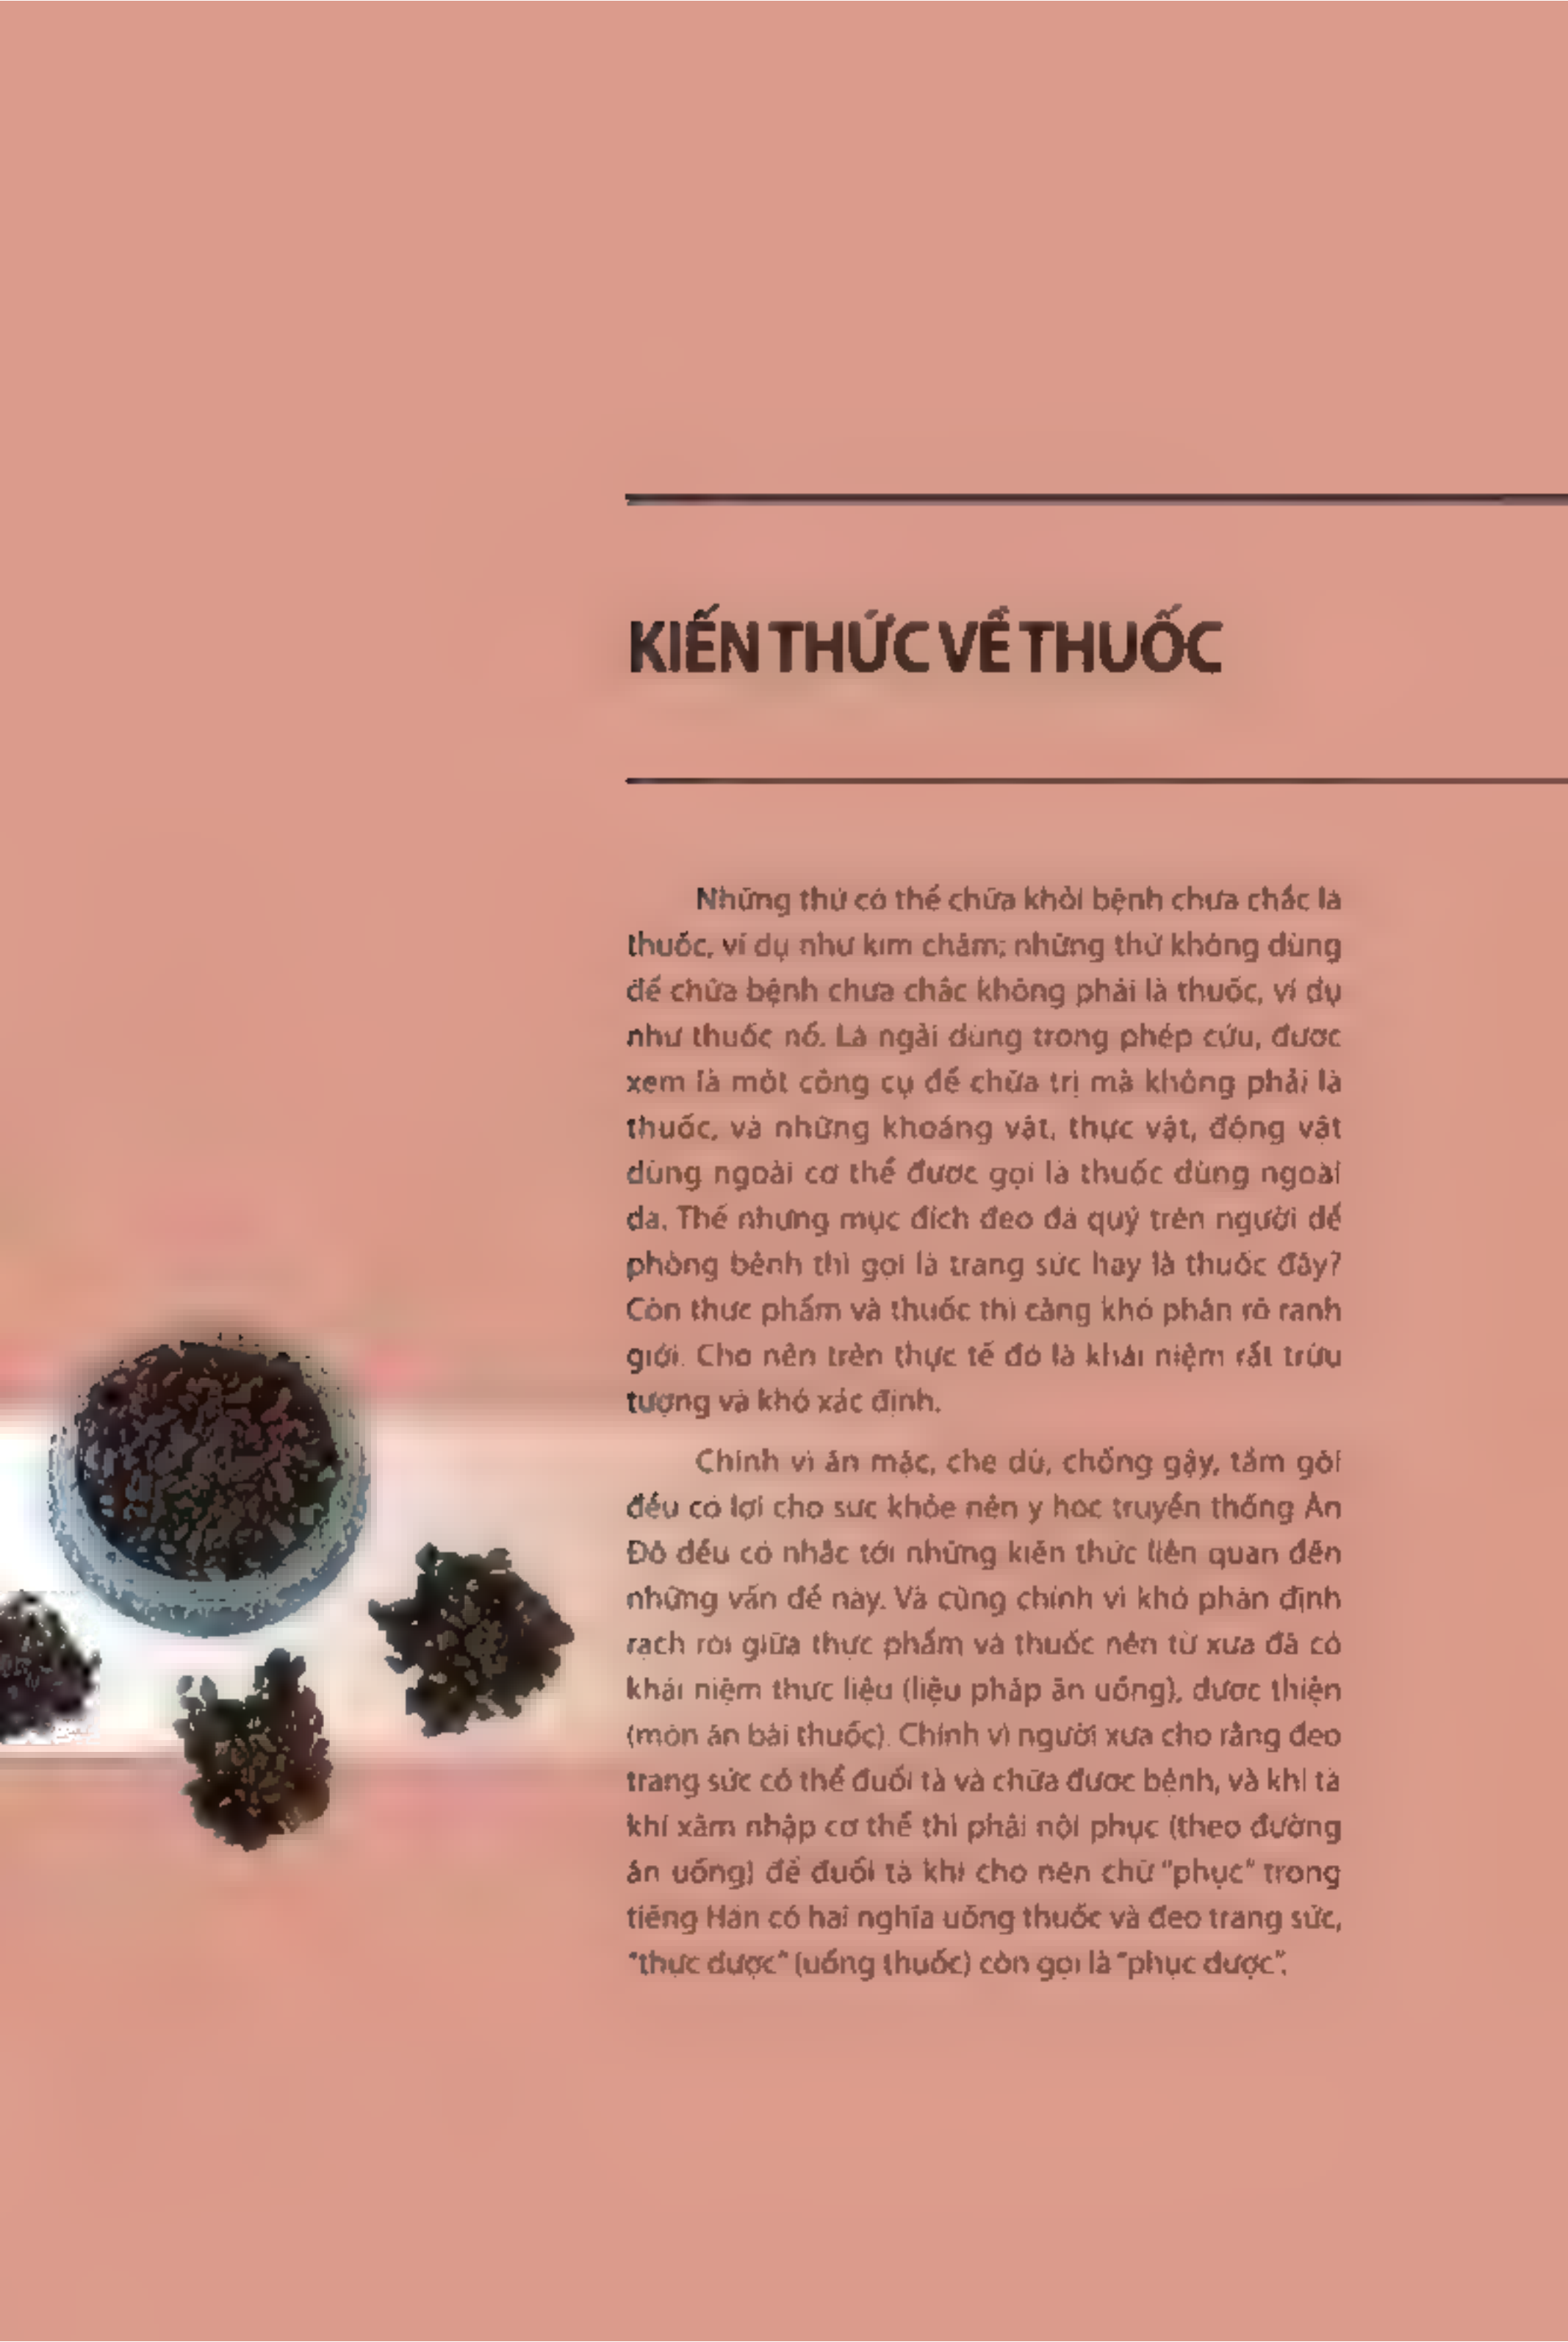 KIẾN THỨC VỀ THUỐC
Những thứ có thể chữa khỏi bệnh chưa chắc là
thuốc, ví dụ như kim châm; những thứ không dùng
để chữa bệnh chưa chắc không phải là thuốc, ví dụ
như thuốc nổ. Lá ngải dùng trong phép cứu, được
xem là một công cụ để chữa trị mà không phải là
thuốc, và những khoáng vật, thực vật, động vật
dùng ngoài cơ thể được gọi là thuốc dùng ngoài
da. Thế nhưng mục đích đeo đá quý trên người để
phòng bệnh thì gọi là trang sức hay là thuốc đây?
Còn thực phẩm và thuốc thì càng khó phân rõ ranh
giới. Cho nên trên thực tế đó là khái niệm rất trừu
tượng và khó xác định.
Chính vì ăn mặc, che dù, chống gậy, tắm gội
đều có lợi cho sức khỏe nên y học truyền thống Ấn
Độ đều có nhắc tới những kiến thức liên quan đến
những vấn đề này. Và cũng chính vì khó phân định
rạch ròi giữa thực phẩm và thuốc nên từ xưa đã có
khái niệm thực liệu (liệu pháp ăn uống), dược thiện
(món ăn bài thuốc). Chính vì người xưa cho rằng đeo
trang sức có thể đuổi tà và chữa được bệnh, và khi tà
khí xâm nhập cơ thể thì phải nội phục (theo đường
ăn uống) để đuổi tà khí cho nên chữ "phục" trong
tiếng Hán có hai nghĩa uống thuốc và đeo trang sức,
"thực dược" (uống thuốc) còn gọi là "phục dược".